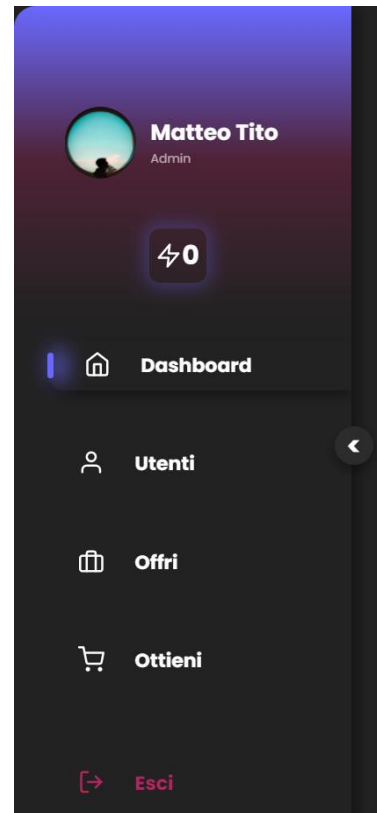 Matteo Tito
Admin
0
Dashboard
Utenti
Offri
Ottieni
Esci